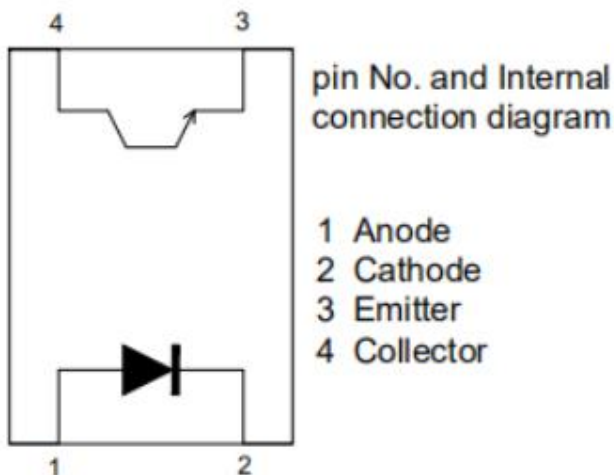 4 3
pin No. and Internal
connection diagram
1 Anode
2 Cathode
3 Emitter
4 Collector
1 2